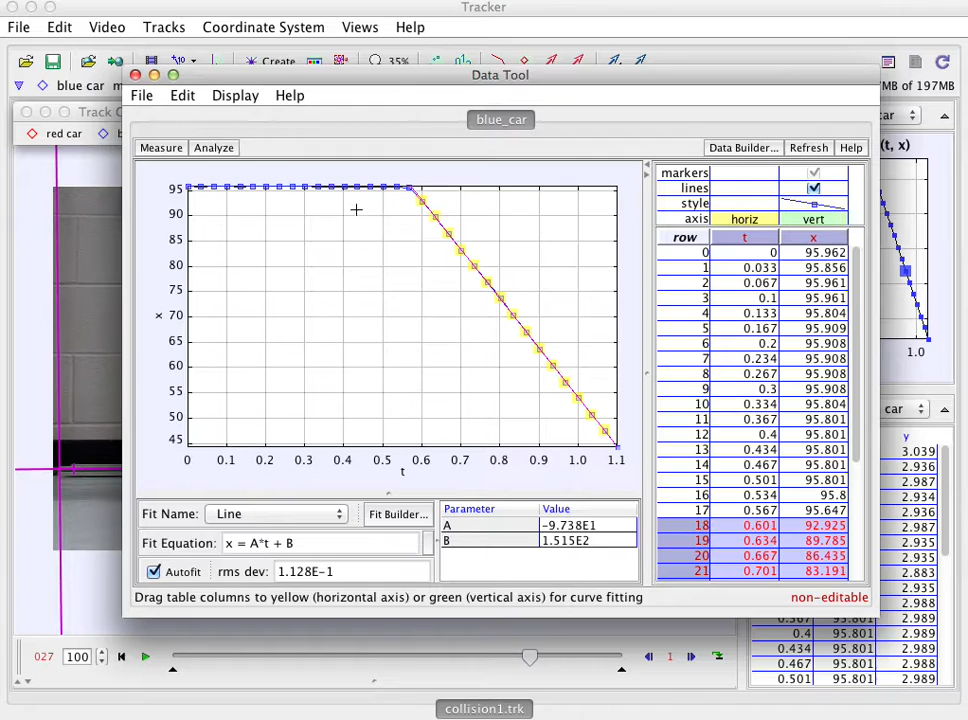 Tracker
File Edit Video Tracks Coordinate System Views Help
Create 35%
blue car m MB of 197MB
Data Tool
File Edit Display Help
Track C
red car b
blue_car
Measure Analyze Data Builder... Refresh Help
car
(t, x)
markers
lines
style
axis horiz vert
row t x
0 0 95.962
1 0.033 95.856
2 0.067 95.961
3 0.1 95.961
4 0.133 95.804
5 0.167 95.909
6 0.2 95.908
7 0.234 95.908
8 0.267 95.908
9 0.3 95.908
10 0.334 95.804
11 0.367 95.801
12 0.4 95.801
13 0.434 95.801
14 0.467 95.801
15 0.501 95.801
16 0.534 95.8
17 0.567 95.647
18 0.601 92.925
19 0.634 89.785
20 0.667 86.435
21 0.701 83.191
95
90
85
80
75
x 70
65
60
55
50
45
0 0.1 0.2 0.3 0.4 0.5 0.6 0.7 0.8 0.9 1.0 1.1
t
Fit Name: Line Fit Builder...
Fit Equation: x = A*t + B
Autofit rms dev: 1.128E-1
Parameter Value
A -9.738E1
B 1.515E2
Drag table columns to yellow (horizontal axis) or green (vertical axis) for curve fitting non-editable
1.0
car
y
3.039
2.936
2.987
2.934
2.987
2.935
2.935
2.883
2.935
2.988
0.367 95.801 2.989
0.4 95.801 2.989
0.434 95.801 2.989
0.467 95.801 2.988
0.501 95.801 2.989
027 100 1
collision1.trk